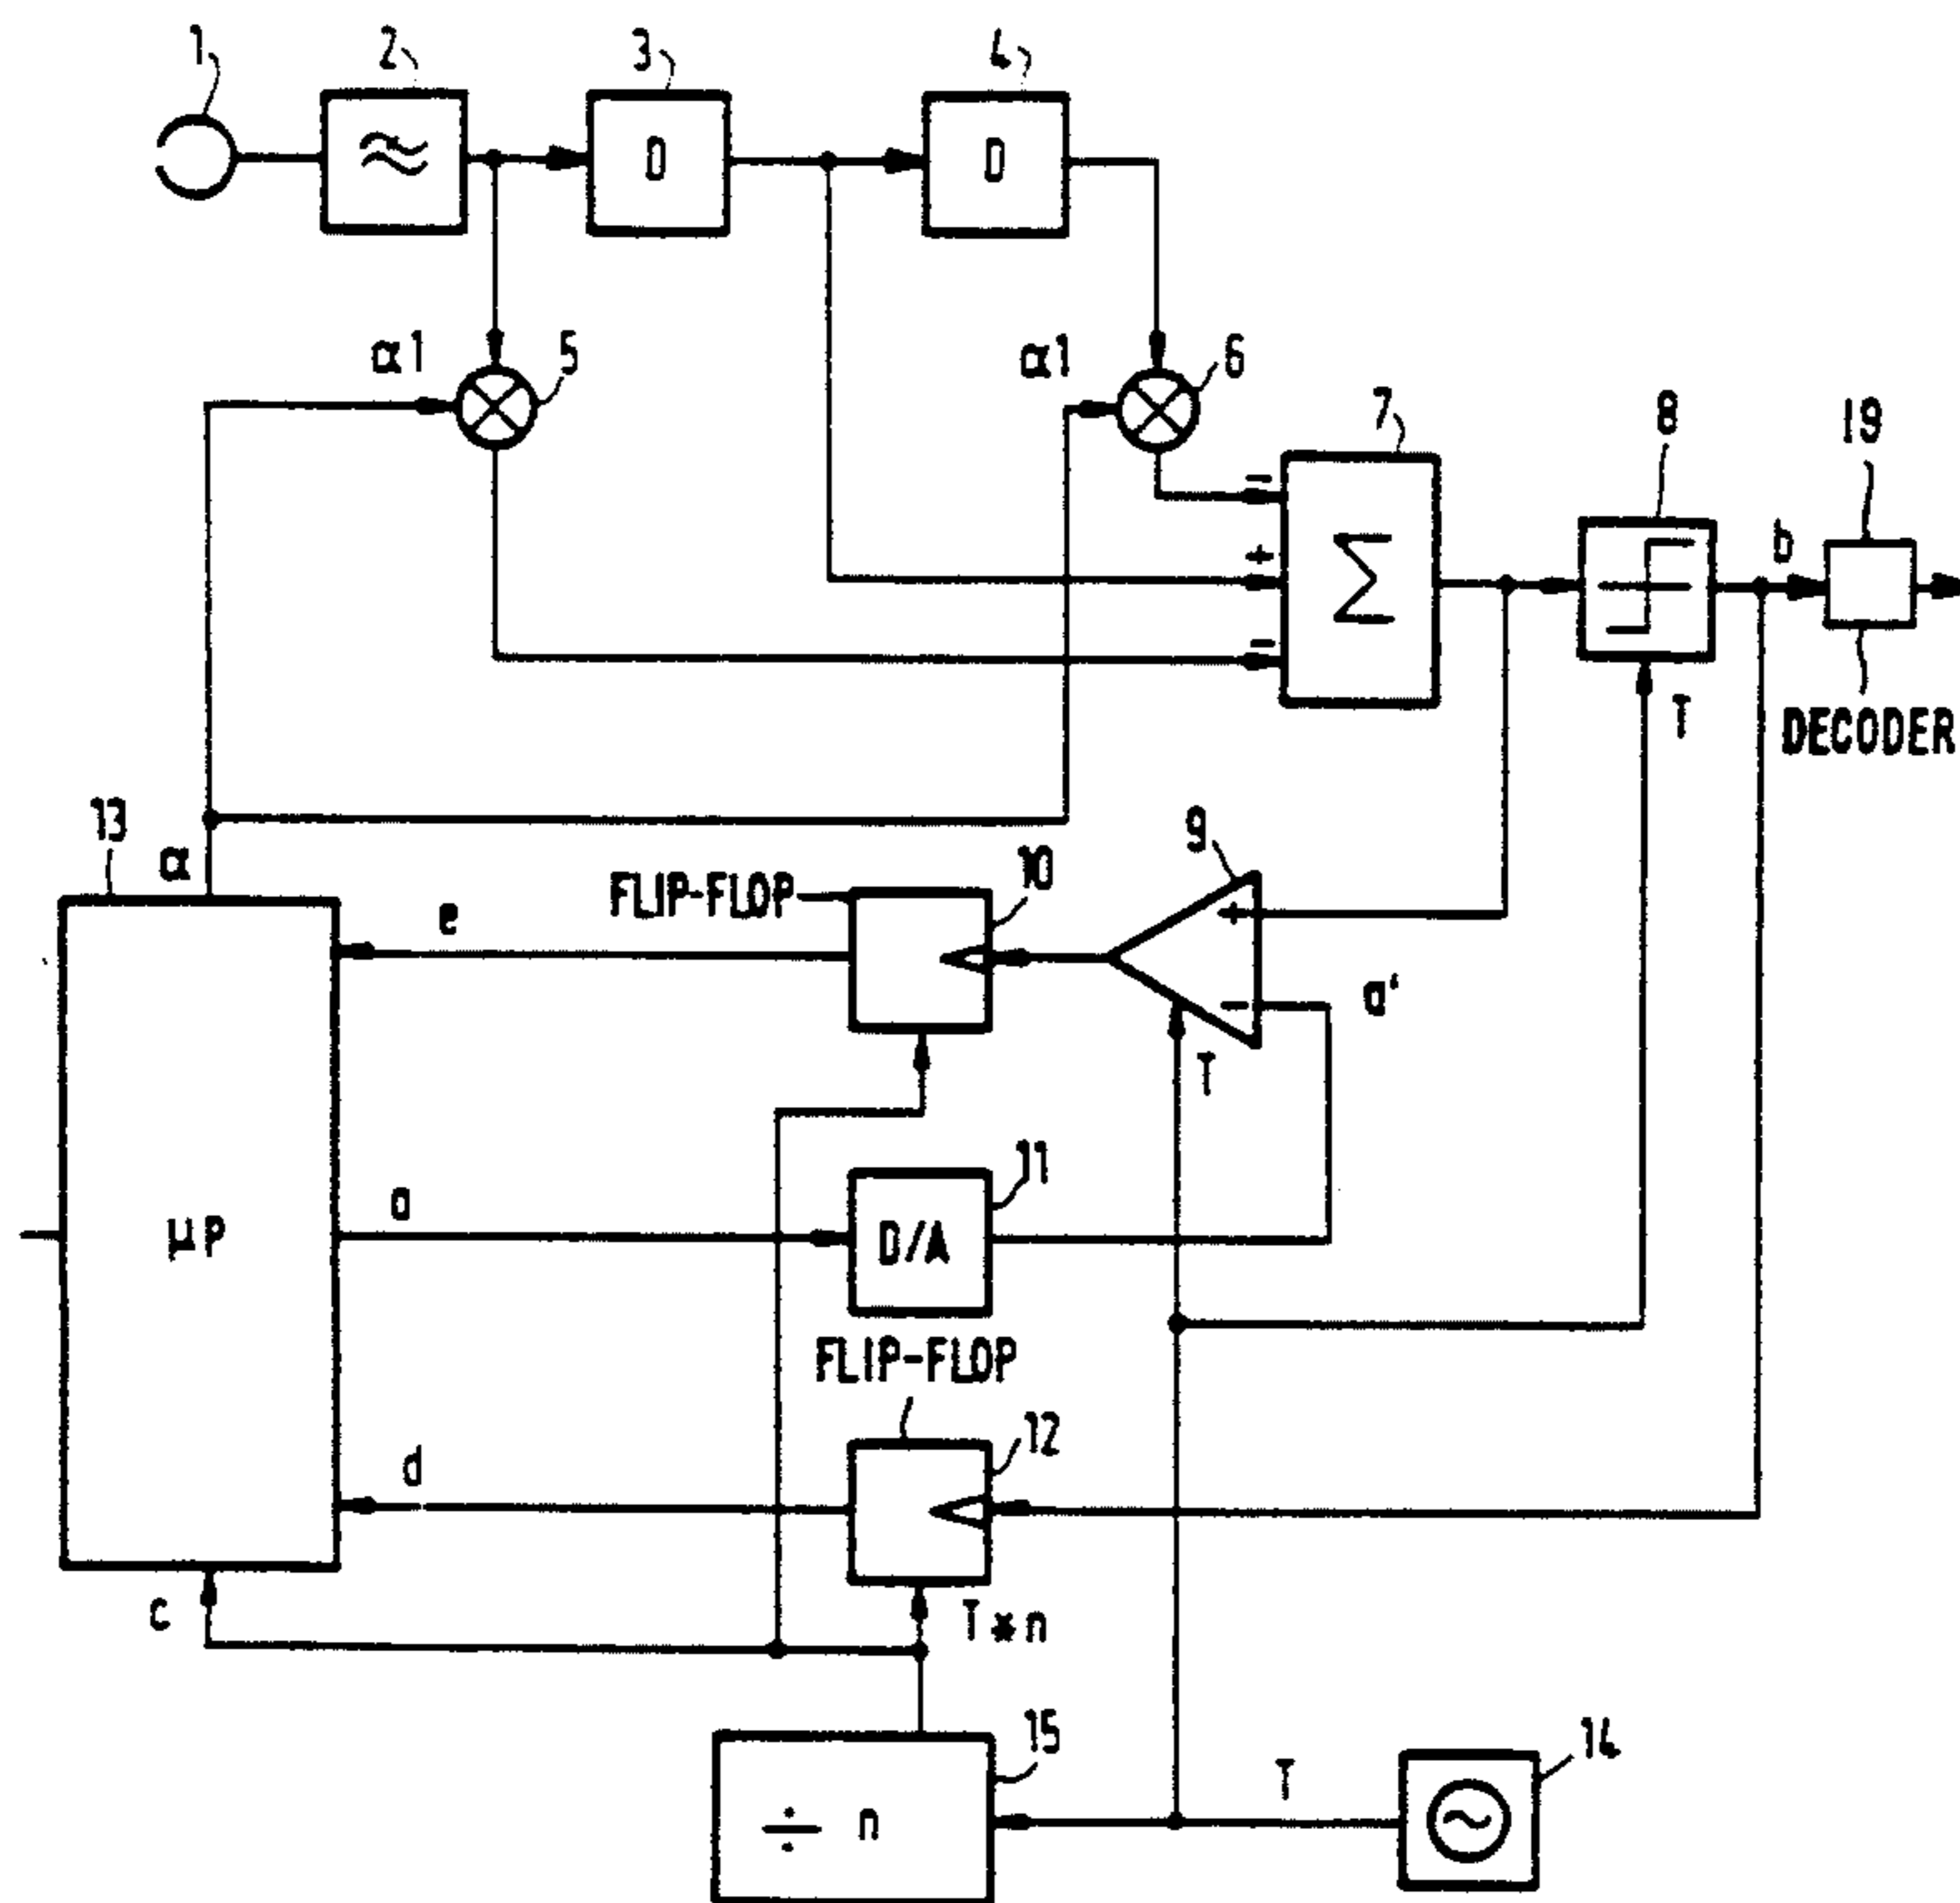 1
2
3
4
D
D
α1
5
α1
6
7
8
19
-
+
-
Σ
b
T
DECODER
13
α
9
10
FLIP-FLOP
e
+
-
a'
T
11
a
μP
D/A
FLIP-FLOP
12
d
c
T*n
15
14
T
÷ n